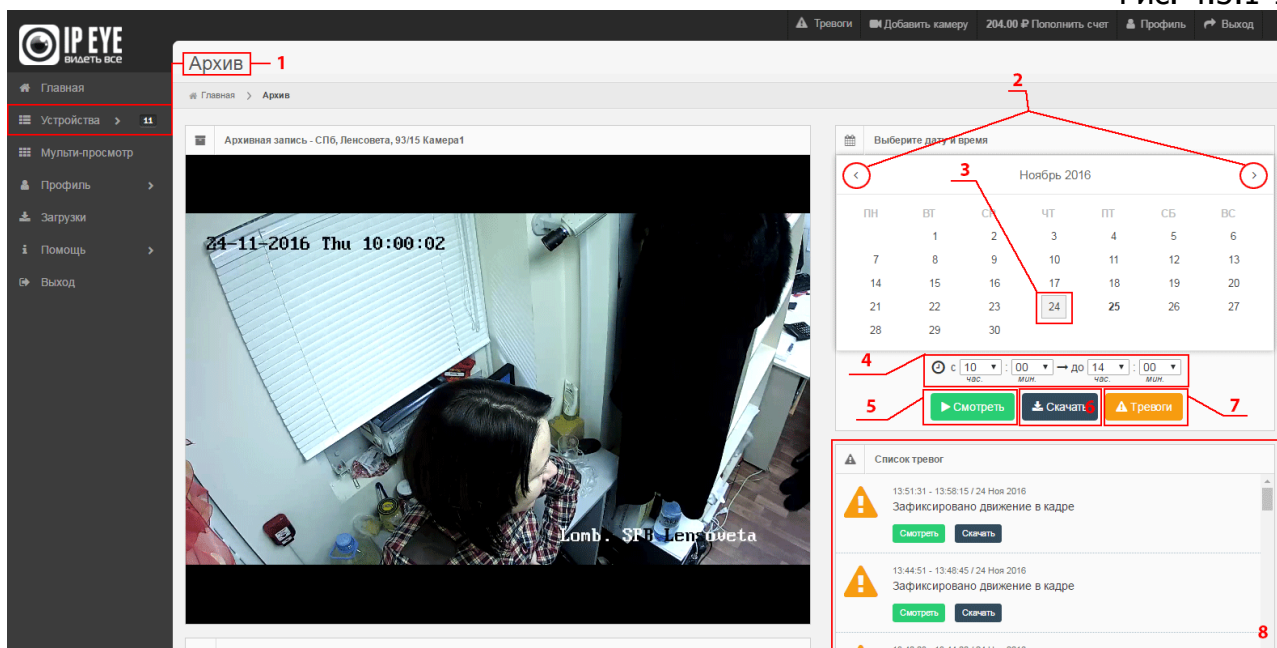 Рис. 4.3.1
Тревоги Добавить камеру 204.00 ₽ Пополнить счет Профиль Выход
IP EYE
видеть все
Архив 1
Главная > Архив
2
Главная
Устройства > 11
Мульти-просмотр
Профиль >
Загрузки
Помощь >
Выход
Архивная запись - СПб, Ленсовета, 93/15 Камера1
24-11-2016 Thu 10:00:02
Lomb. SPB Lensoveta
Выберите дату и время
< 3 Ноябрь 2016 >
ПН ВТ СР ЧТ ПТ СБ ВС
1 2 3 4 5 6
7 8 9 10 11 12 13
14 15 16 17 18 19 20
21 22 23 24 25 26 27
28 29 30
4 с 10 : 00 → до 14 : 00
час. мин. час. мин.
5 Смотреть Скачать 6 Тревоги 7
Список тревог
13:51:31 - 13:58:15 / 24 Ноя 2016
Зафиксировано движение в кадре
Смотреть Скачать
13:44:51 - 13:48:45 / 24 Ноя 2016
Зафиксировано движение в кадре
Смотреть Скачать
8